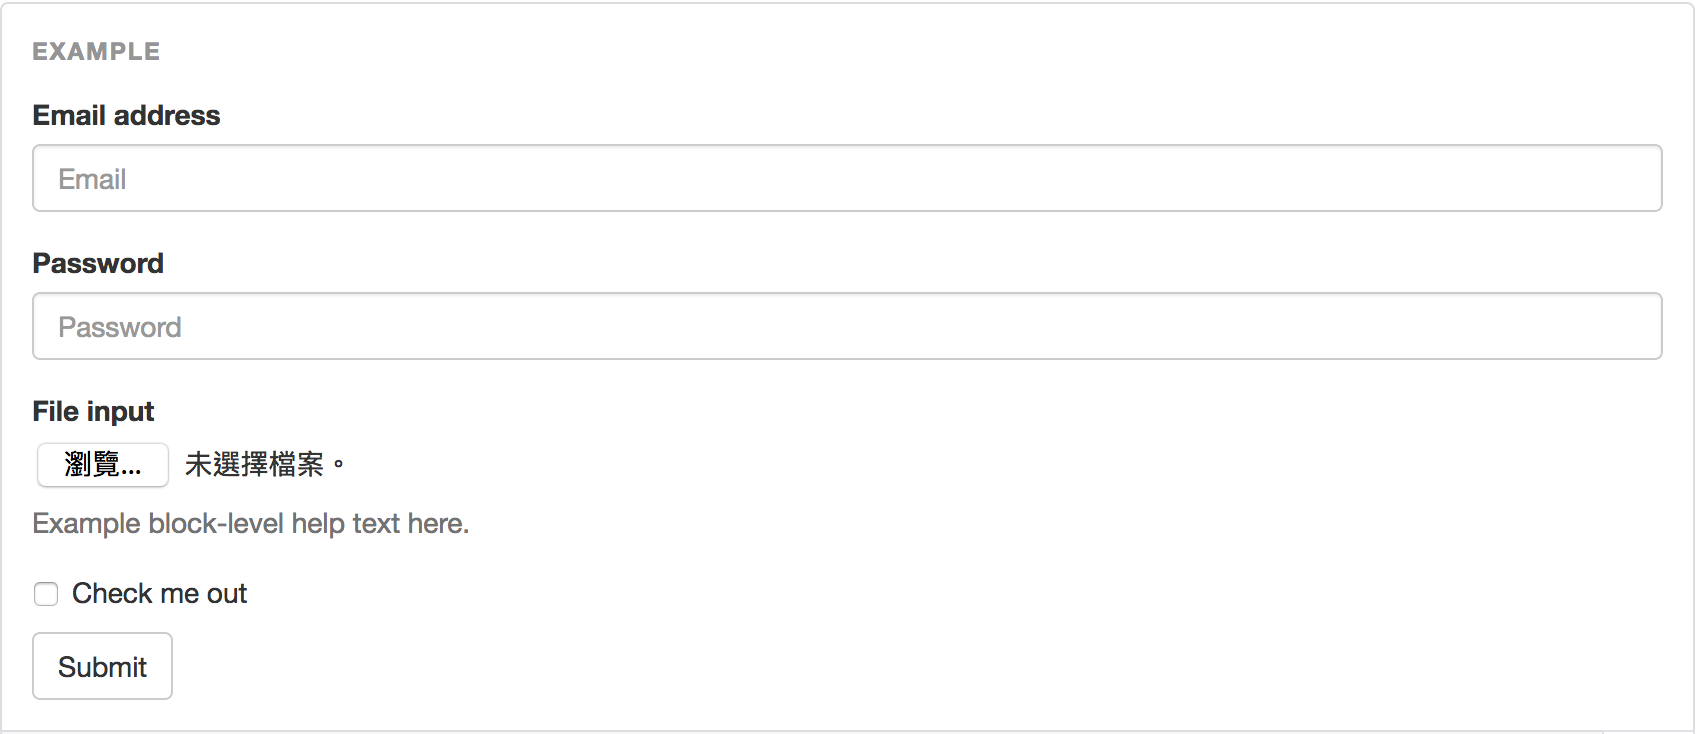 EXAMPLE
Email address
Email
Password
Password
File input
瀏覽... 未選擇檔案。
Example block-level help text here.
Check me out
Submit